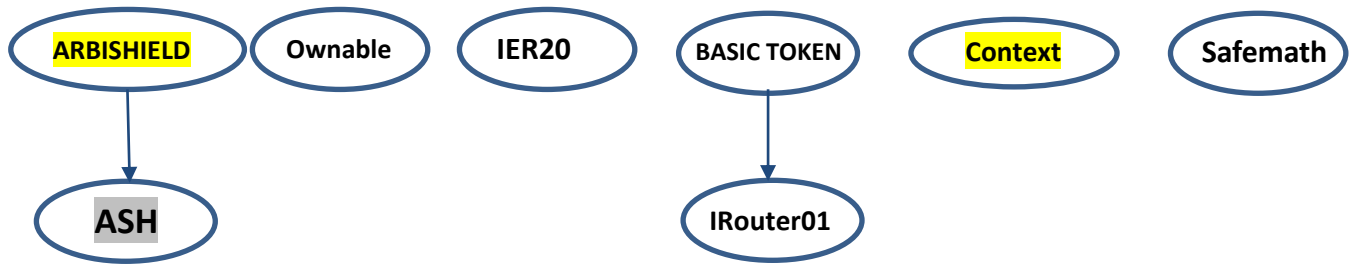 ARBISHIELD
Ownable
IER20
BASIC TOKEN
Context
Safemath
ASH
IRouter01